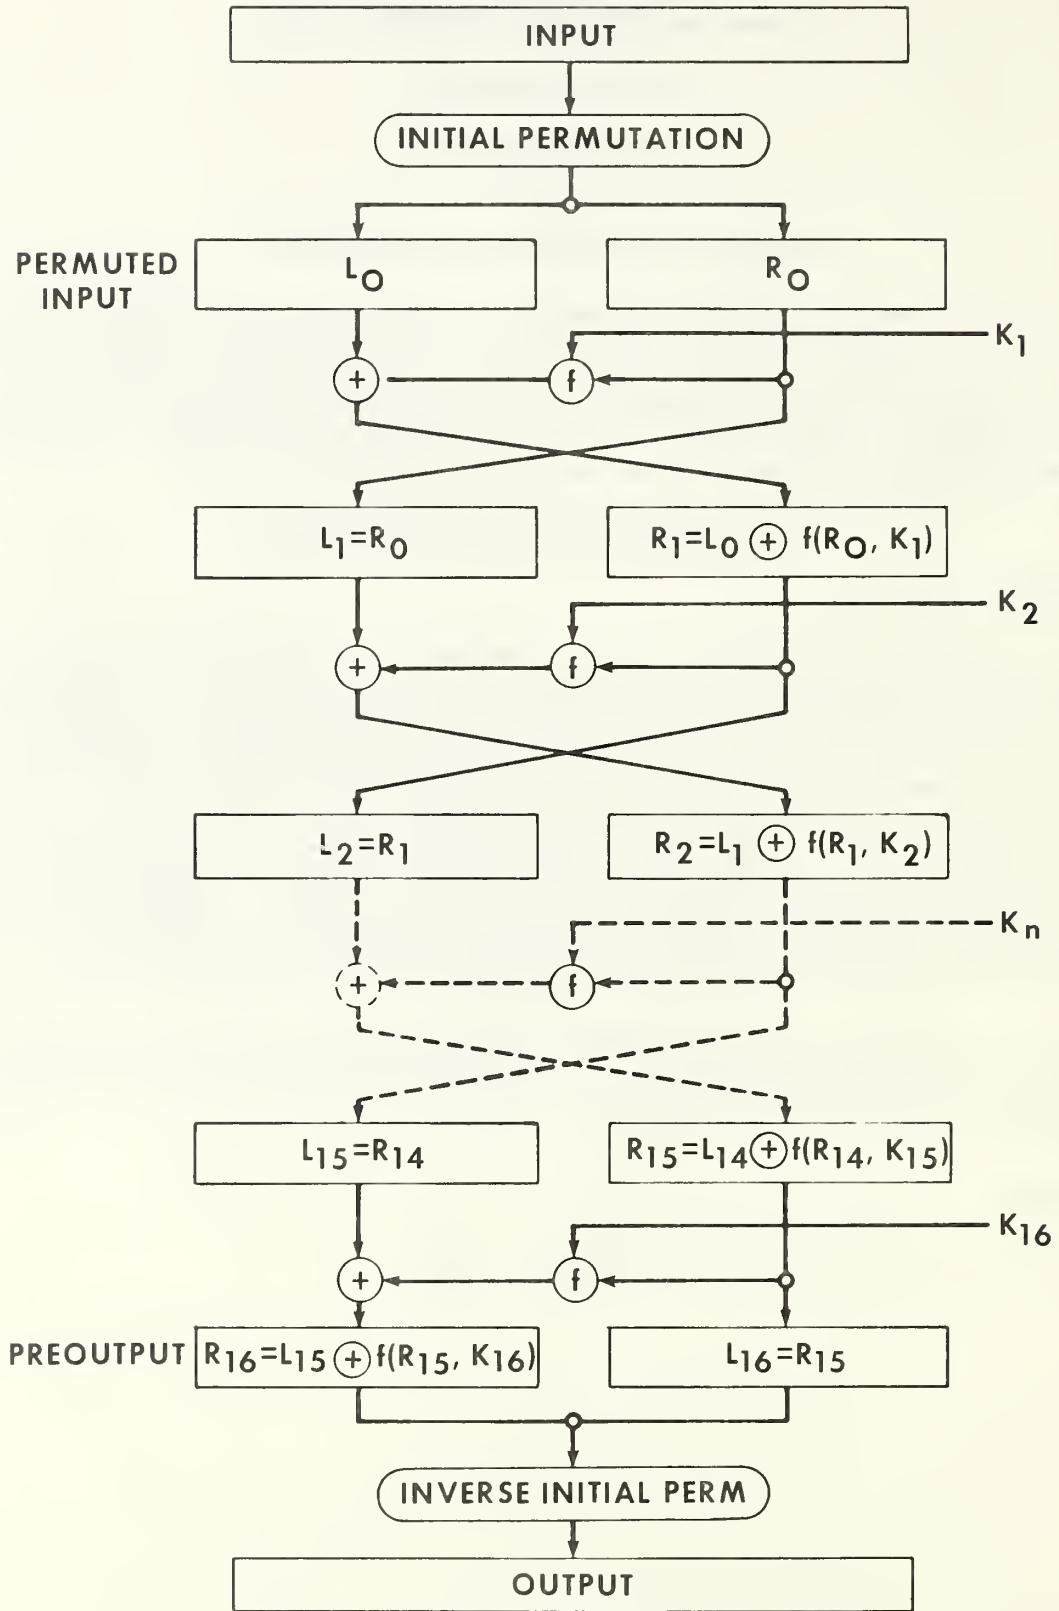 INPUT
INITIAL PERMUTATION
PERMUTED
INPUT
L0
R0
K1
+
f
L1=R0
R1=L0 ⊕ f(R0, K1)
K2
+
f
L2=R1
R2=L1 ⊕ f(R1, K2)
Kn
+
f
L15=R14
R15=L14 ⊕ f(R14, K15)
K16
+
f
PREOUTPUT
R16=L15 ⊕ f(R15, K16)
L16=R15
INVERSE INITIAL PERM
OUTPUT